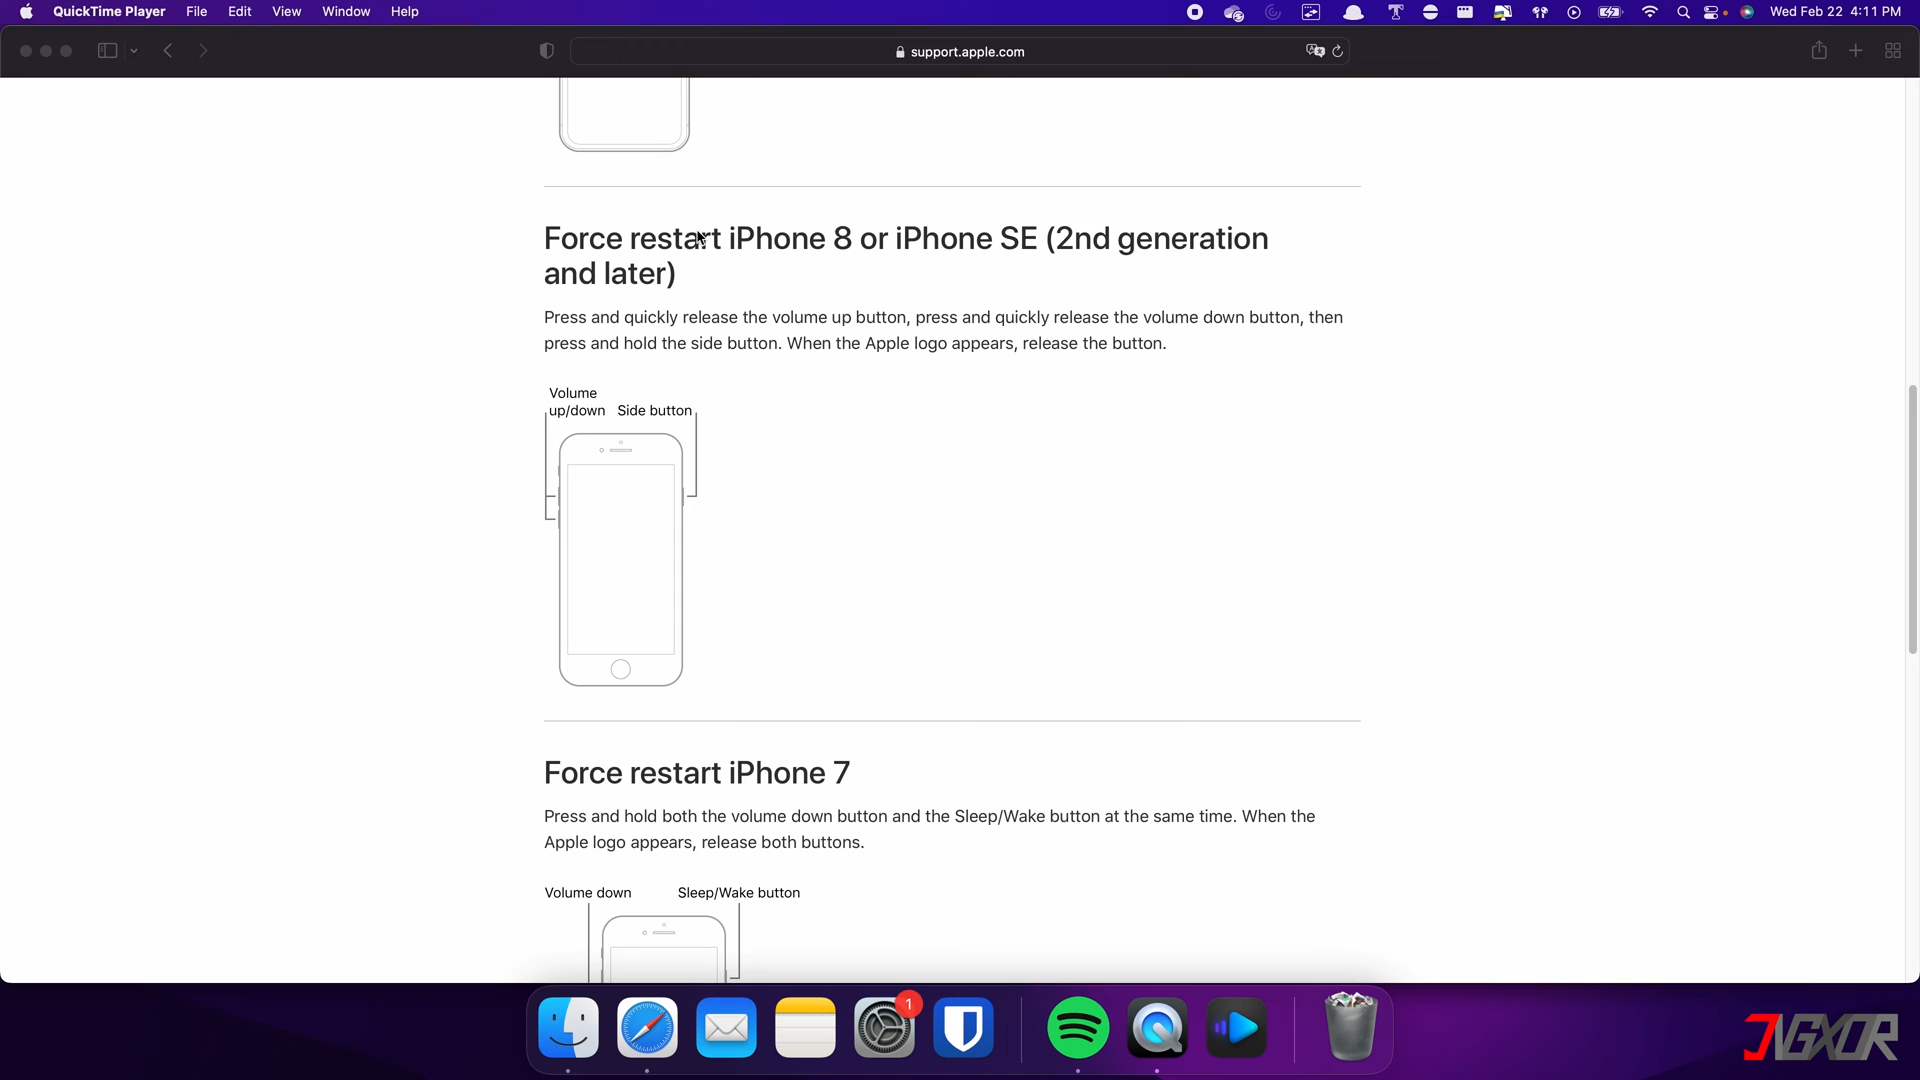 QuickTime Player File Edit View Window Help Wed Feb 22 4:11 PM
support.apple.com
Force restart iPhone 8 or iPhone SE (2nd generation
and later)
Press and quickly release the volume up button, press and quickly release the volume down button, then
press and hold the side button. When the Apple logo appears, release the button.
Volume
up/down Side button
Force restart iPhone 7
Press and hold both the volume down button and the Sleep/Wake button at the same time. When the
Apple logo appears, release both buttons.
Volume down Sleep/Wake button
1
JVGXOR